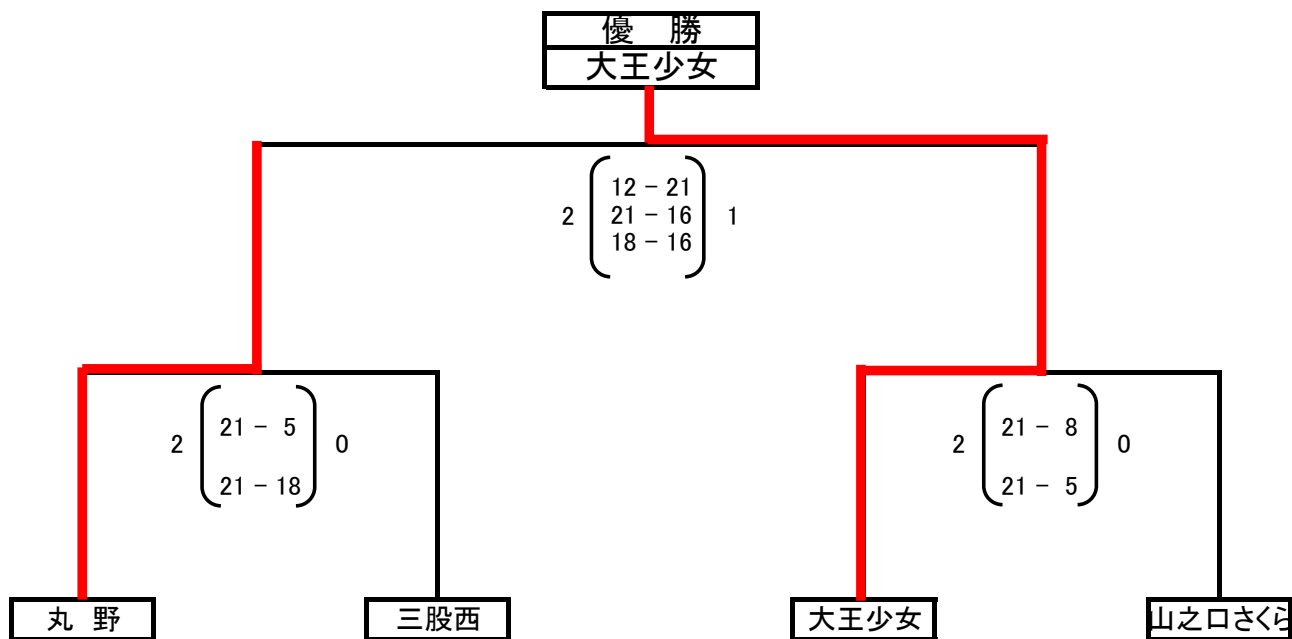 優 勝
大王少女
12 - 21
2 21 - 16 1
18 - 16
21 - 5
2 0
21 - 18
21 - 8
2 0
21 - 5
丸 野
三股西
大王少女
山之口さくら